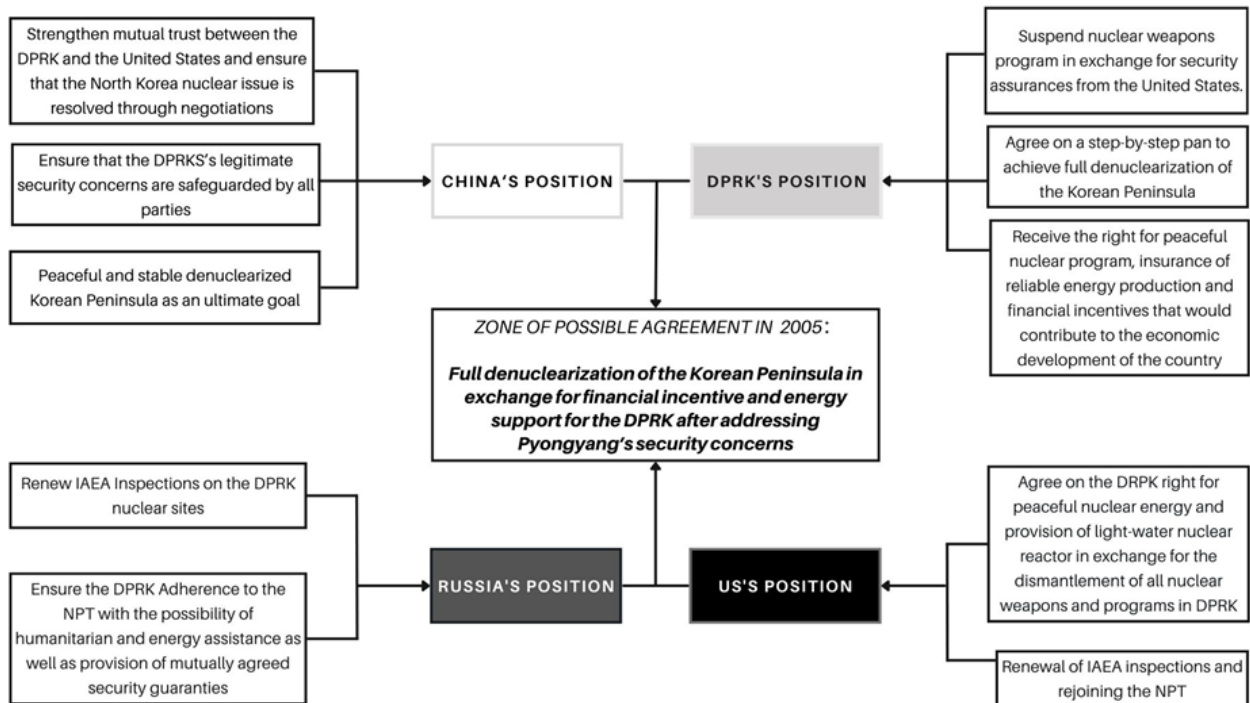 Strengthen mutual trust between the
DPRK and the United States and ensure
that the North Korea nuclear issue is
resolved through negotiations
Ensure that the DPRKS's legitimate
security concerns are safeguarded by all
parties
Peaceful and stable denuclearized
Korean Peninsula as an ultimate goal
CHINA'S POSITION
DPRK'S POSITION
Suspend nuclear weapons
program in exchange for security
assurances from the United States.
Agree on a step-by-step pan to
achieve full denuclearization of
the Korean Peninsula
Receive the right for peaceful
nuclear program, insurance of
reliable energy production and
financial incentives that would
contribute to the economic
development of the country
ZONE OF POSSIBLE AGREEMENT IN 2005:
Full denuclearization of the Korean Peninsula in
exchange for financial incentive and energy
support for the DPRK after addressing
Pyongyang's security concerns
Renew IAEA Inspections on the DPRK
nuclear sites
Ensure the DPRK Adherence to the
NPT with the possibility of
humanitarian and energy assistance as
well as provision of mutually agreed
security guaranties
RUSSIA'S POSITION
US'S POSITION
Agree on the DRPK right for
peaceful nuclear energy and
provision of light-water nuclear
reactor in exchange for the
dismantlement of all nuclear
weapons and programs in DPRK
Renewal of IAEA inspections and
rejoining the NPT